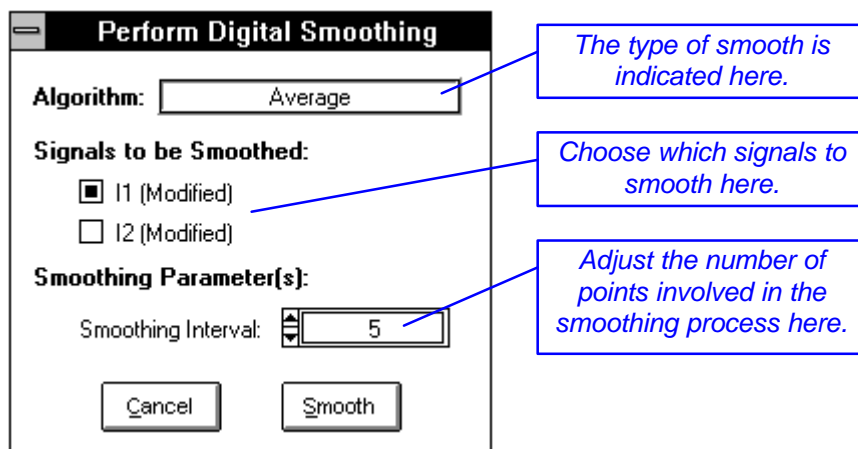 Perform Digital Smoothing
Algorithm: Average
The type of smooth is
indicated here.
Signals to be Smoothed:
I1 (Modified)
I2 (Modified)
Choose which signals to
smooth here.
Smoothing Parameter(s):
Smoothing Interval: 5
Adjust the number of
points involved in the
smoothing process here.
Cancel Smooth